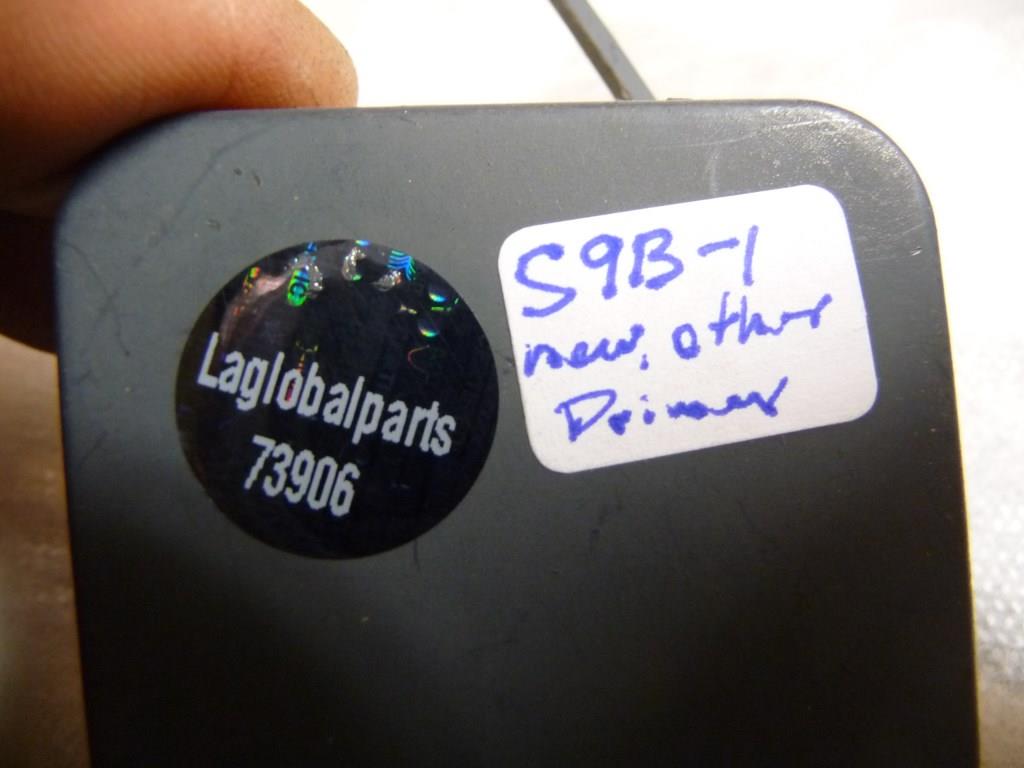 Laglobalparts
73906
S9B-1
new, other
Primer